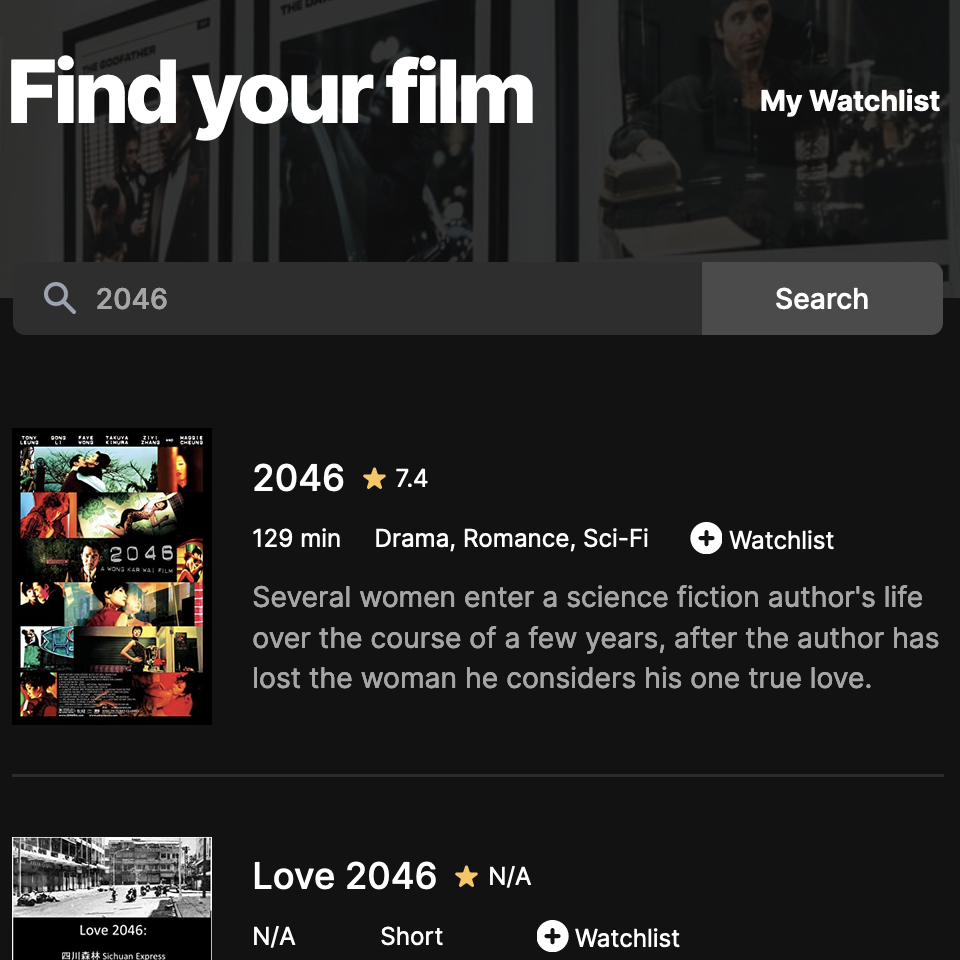 THE GODFATHER
Find your film
My Watchlist
2046
Search
TONY LEUNG GONG LI FAYE WONG TAKUYA KIMURA ZIYI ZHANG AND MAGGIE CHEUNG
2046
A WONG KAR WAI FILM
2046 7.4
129 min Drama, Romance, Sci-Fi Watchlist
Several women enter a science fiction author's life
over the course of a few years, after the author has
lost the woman he considers his one true love.
Love 2046:
四川森林 Sichuan Express
Love 2046 N/A
N/A Short Watchlist